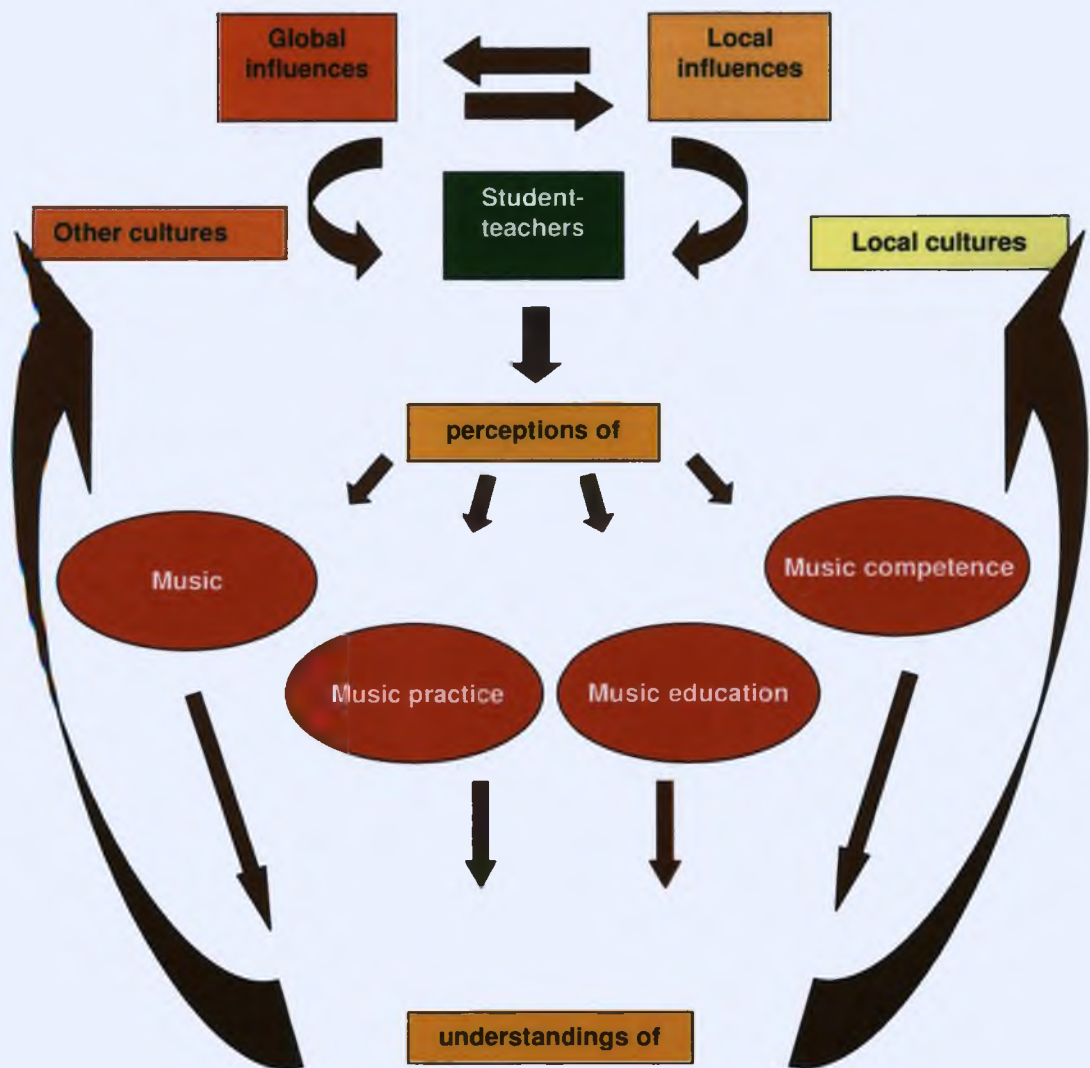 Global
influences
Local
influences
Student-
teachers
Other cultures
Local cultures
perceptions of
Music
Music competence
Music practice
Music education
understandings of